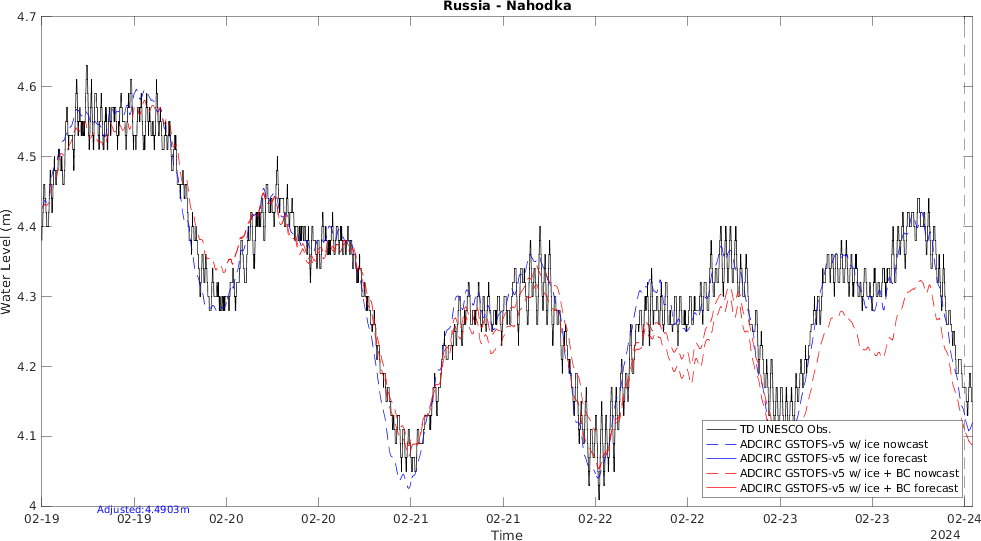 Russia - Nahodka
Water Level (m)
4.7
4.6
4.5
4.4
4.3
4.2
4.1
4
TD UNESCO Obs.
ADCIRC GSTOFS-v5 w/ ice nowcast
ADCIRC GSTOFS-v5 w/ ice forecast
ADCIRC GSTOFS-v5 w/ ice + BC nowcast
ADCIRC GSTOFS-v5 w/ ice + BC forecast
Adjusted:4.4903m
02-19 02-19 02-20 02-20 02-21 02-21 02-22 02-22 02-23 02-23 02-24
Time
2024